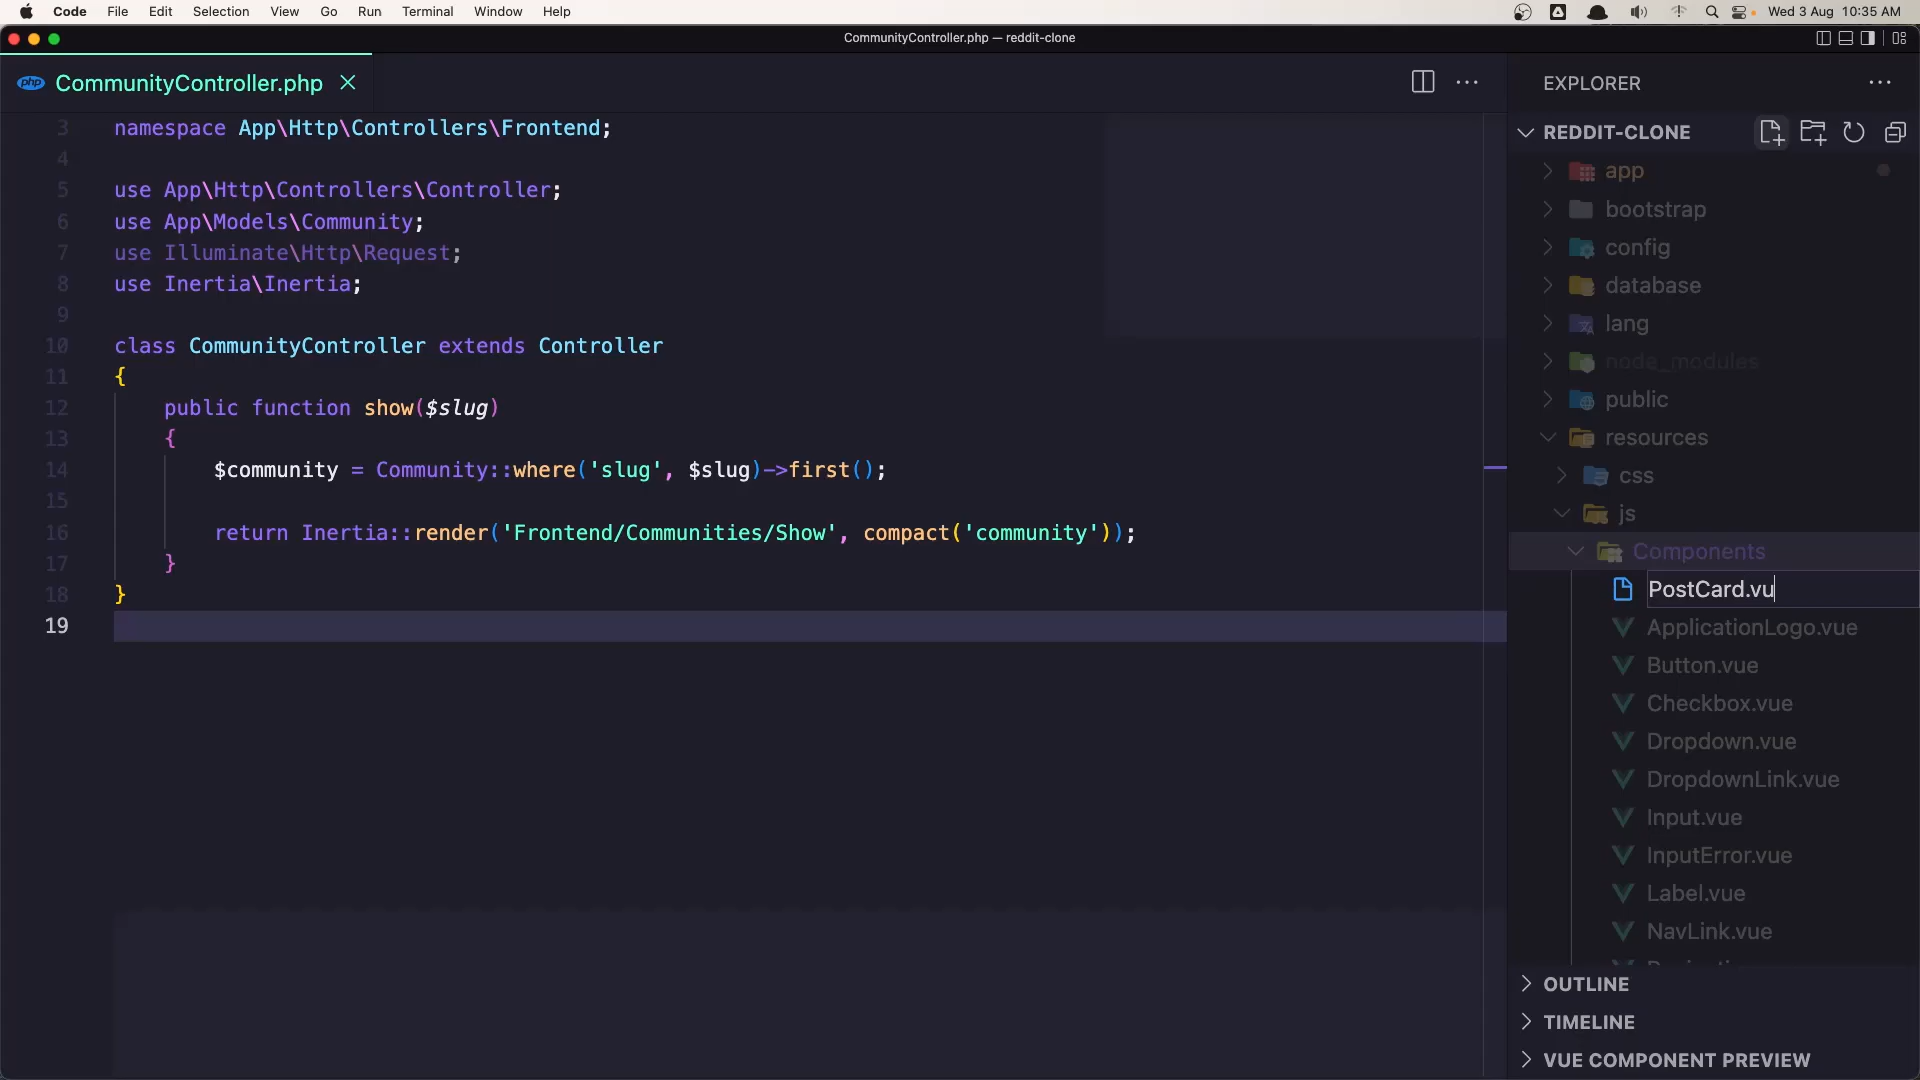 Code File Edit Selection View Go Run Terminal Window Help Wed 3 Aug 10:35 AM
CommunityController.php — reddit-clone
php CommunityController.php
3 namespace App\Http\Controllers\Frontend;
4
5 use App\Http\Controllers\Controller;
6 use App\Models\Community;
7 use Illuminate\Http\Request;
8 use Inertia\Inertia;
9
10 class CommunityController extends Controller
11 {
12 public function show($slug)
13 {
14 $community = Community::where('slug', $slug)->first();
15
16 return Inertia::render('Frontend/Communities/Show', compact('community'));
17 }
18 }
19
EXPLORER
REDDIT-CLONE
app
bootstrap
config
database
lang
node_modules
public
resources
css
js
Components
PostCard.vu
ApplicationLogo.vue
Button.vue
Checkbox.vue
Dropdown.vue
DropdownLink.vue
Input.vue
InputError.vue
Label.vue
NavLink.vue
OUTLINE
TIMELINE
VUE COMPONENT PREVIEW